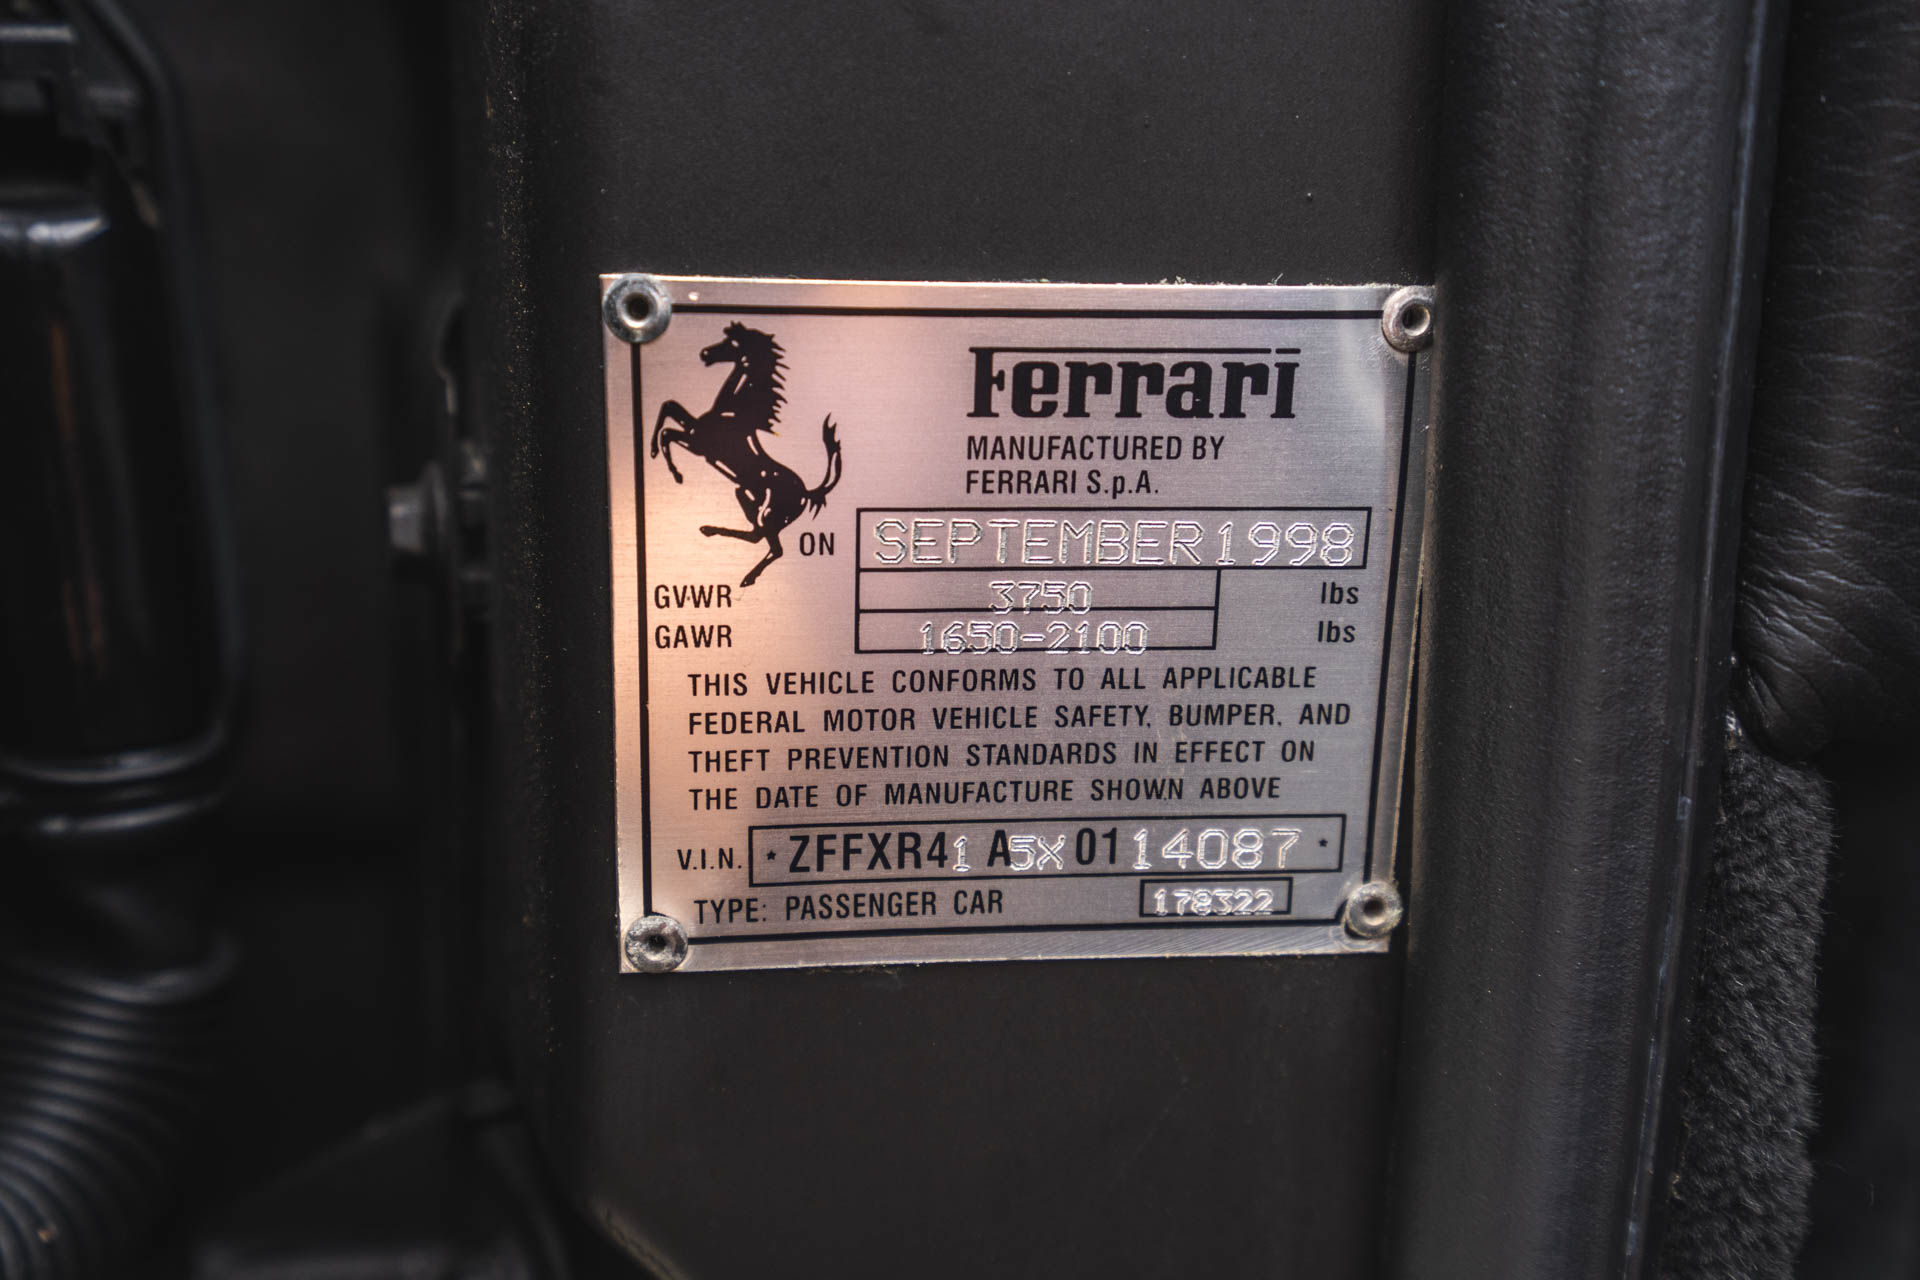 Ferrari
MANUFACTURED BY
FERRARI S.p.A.
ON SEPTEMBER 1998
GVWR 3750 lbs
GAWR 1650-2100 lbs
THIS VEHICLE CONFORMS TO ALL APPLICABLE
FEDERAL MOTOR VEHICLE SAFETY, BUMPER, AND
THEFT PREVENTION STANDARDS IN EFFECT ON
THE DATE OF MANUFACTURE SHOWN ABOVE
V.I.N. * ZFFXR41A5X0114087 *
TYPE: PASSENGER CAR 178322